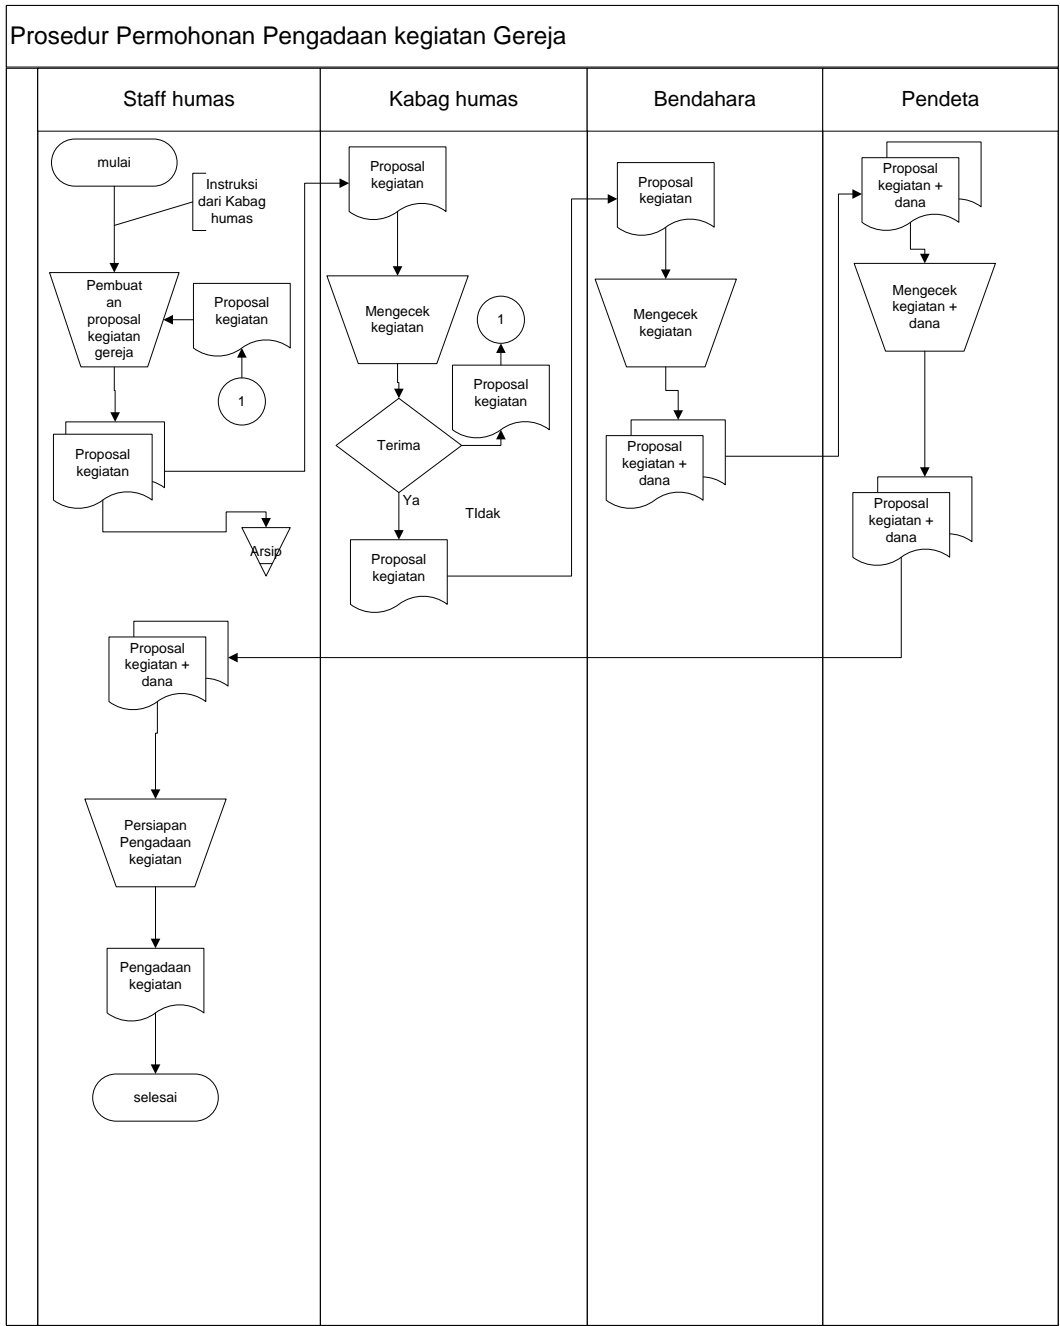 Prosedur Permohonan Pengadaan kegiatan Gereja
Staff humas
Kabag humas
Bendahara
Pendeta
mulai
Instruksi
dari Kabag
humas
Pembuat
an
proposal
kegiatan
gereja
Proposal
kegiatan
1
Proposal
kegiatan
Arsip
Proposal
kegiatan
Mengecek
kegiatan
1
Proposal
kegiatan
Terima
Ya
TIdak
Proposal
kegiatan
Proposal
kegiatan
Mengecek
kegiatan
Proposal
kegiatan +
dana
Proposal
kegiatan +
dana
Mengecek
kegiatan +
dana
Proposal
kegiatan +
dana
Proposal
kegiatan +
dana
Persiapan
Pengadaan
kegiatan
Pengadaan
kegiatan
selesai